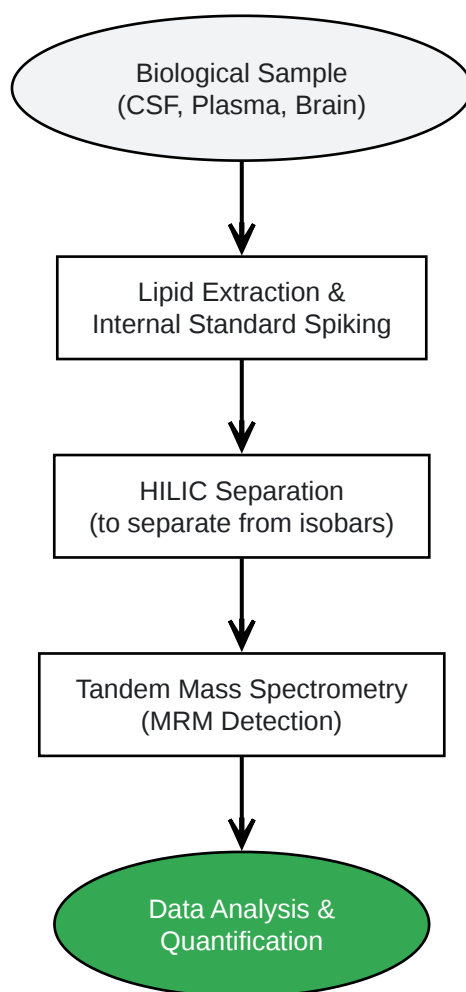 Biological Sample
(CSF, Plasma, Brain)
Lipid Extraction &
Internal Standard Spiking
HILIC Separation
(to separate from isobars)
Tandem Mass Spectrometry
(MRM Detection)
Data Analysis &
Quantification